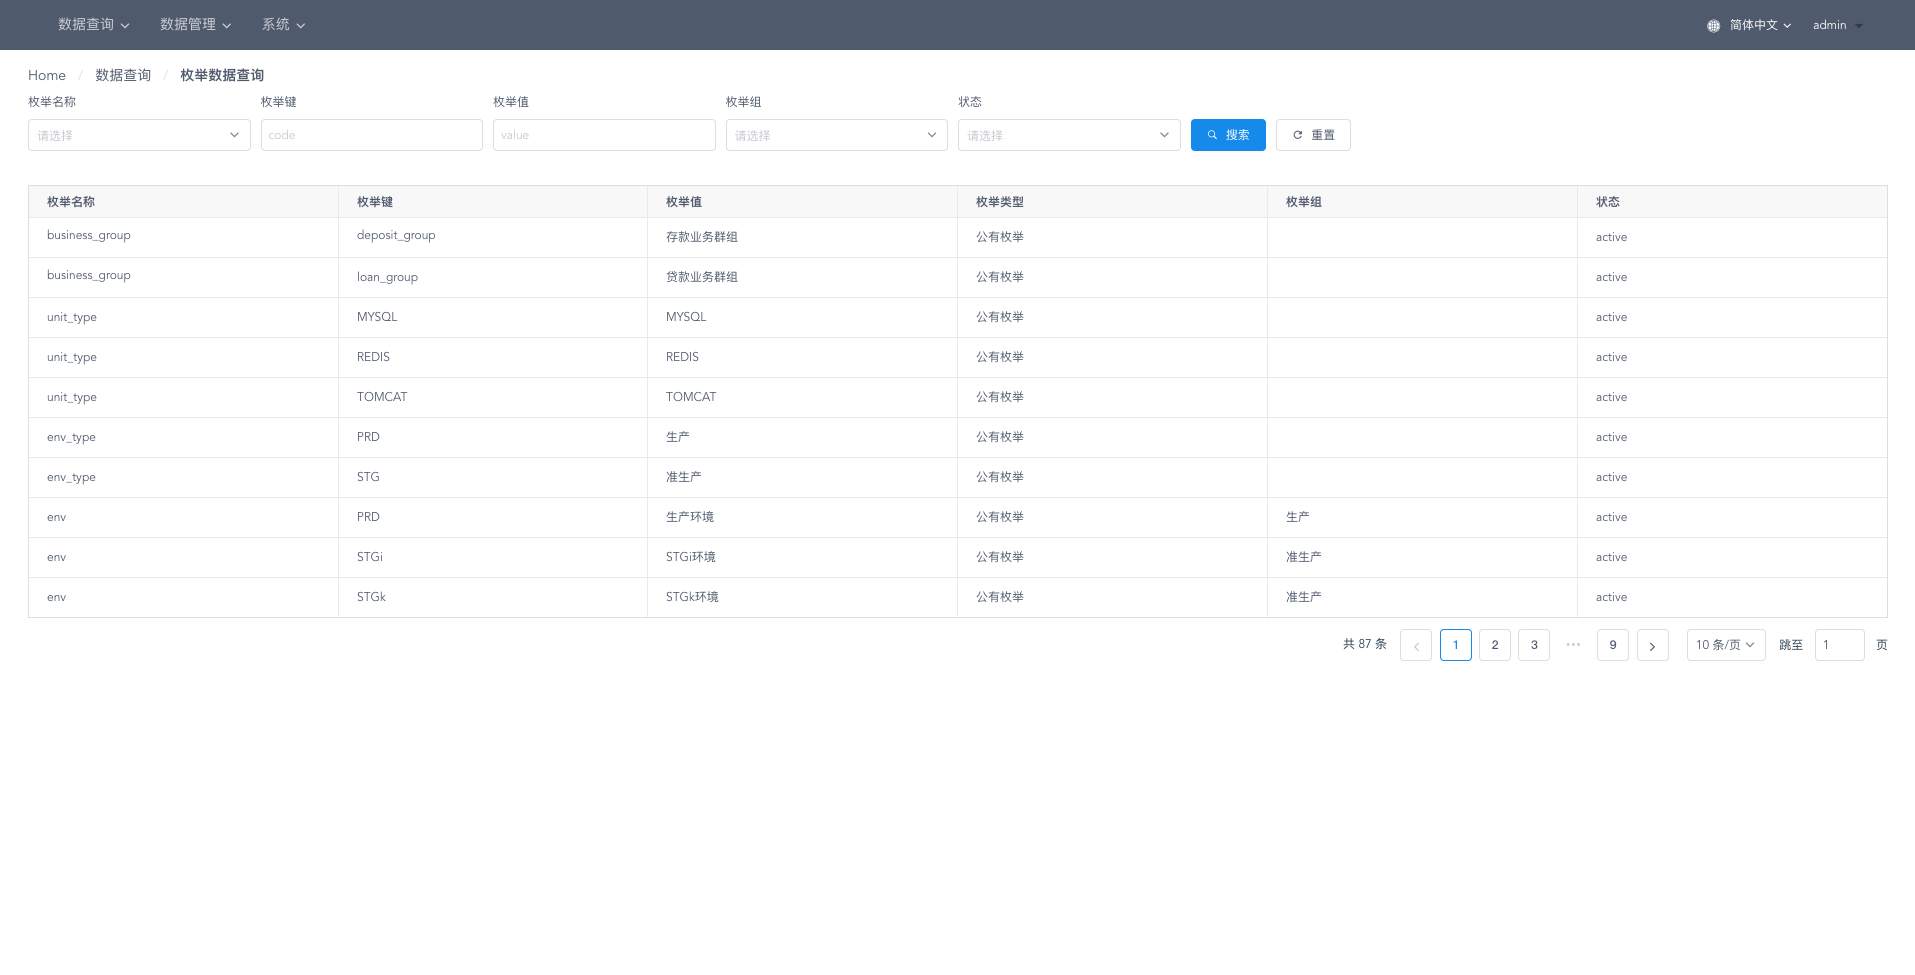 数据查询 数据管理 系统 简体中文 admin
Home / 数据查询 / 枚举数据查询
枚举名称 枚举键 枚举值 枚举组 状态
请选择 code value 请选择 请选择 搜索 重置
枚举名称 枚举键 枚举值 枚举类型 枚举组 状态
business_group deposit_group 存款业务群组 公有枚举 active
business_group loan_group 贷款业务群组 公有枚举 active
unit_type MYSQL MYSQL 公有枚举 active
unit_type REDIS REDIS 公有枚举 active
unit_type TOMCAT TOMCAT 公有枚举 active
env_type PRD 生产 公有枚举 active
env_type STG 准生产 公有枚举 active
env PRD 生产环境 公有枚举 生产 active
env STGi STGi环境 公有枚举 准生产 active
env STGk STGk环境 公有枚举 准生产 active
共 87 条 1 2 3 ··· 9 10 条/页 跳至 1 页